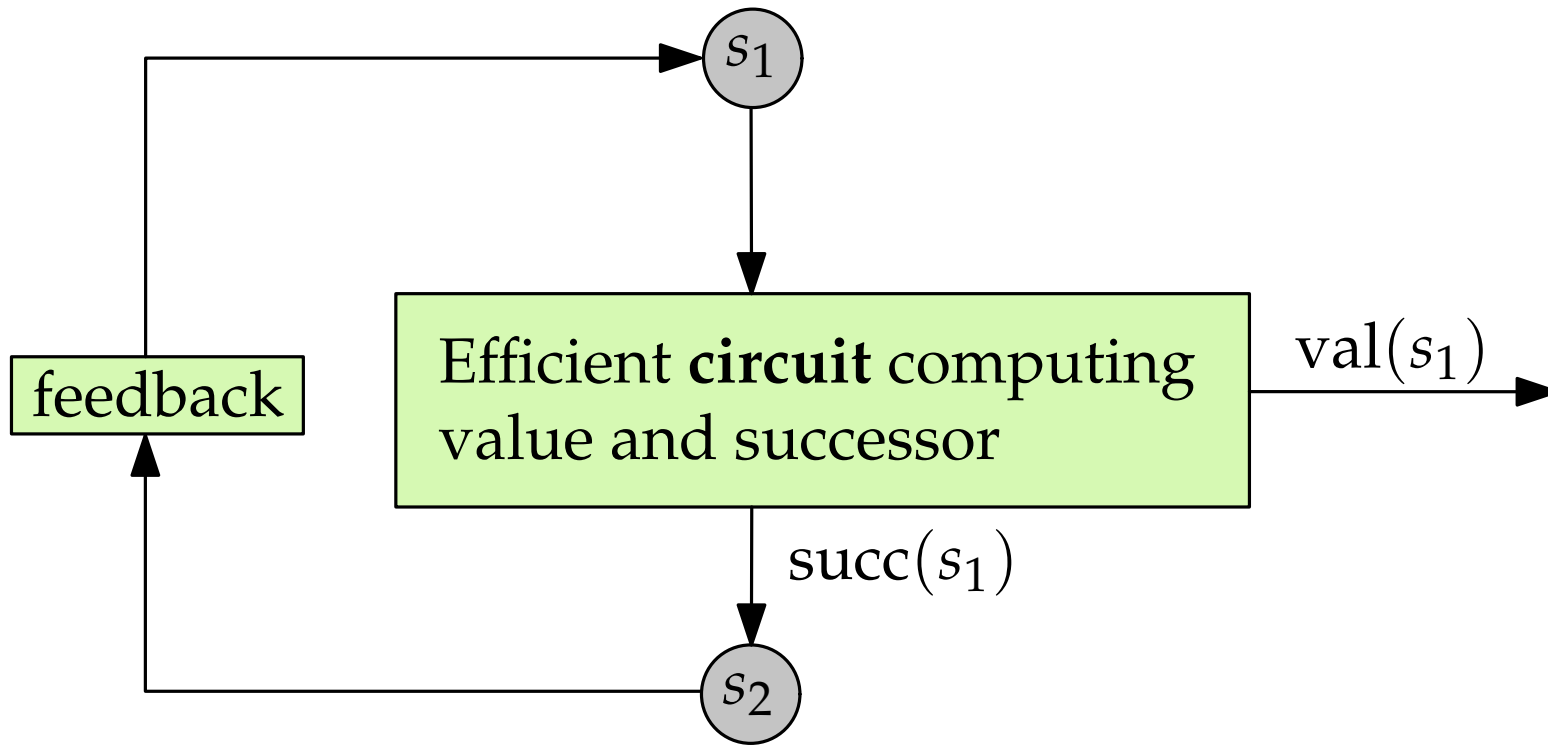 s₁
Efficient circuit computing
value and successor
val(s₁)
feedback
succ(s₁)
s₂